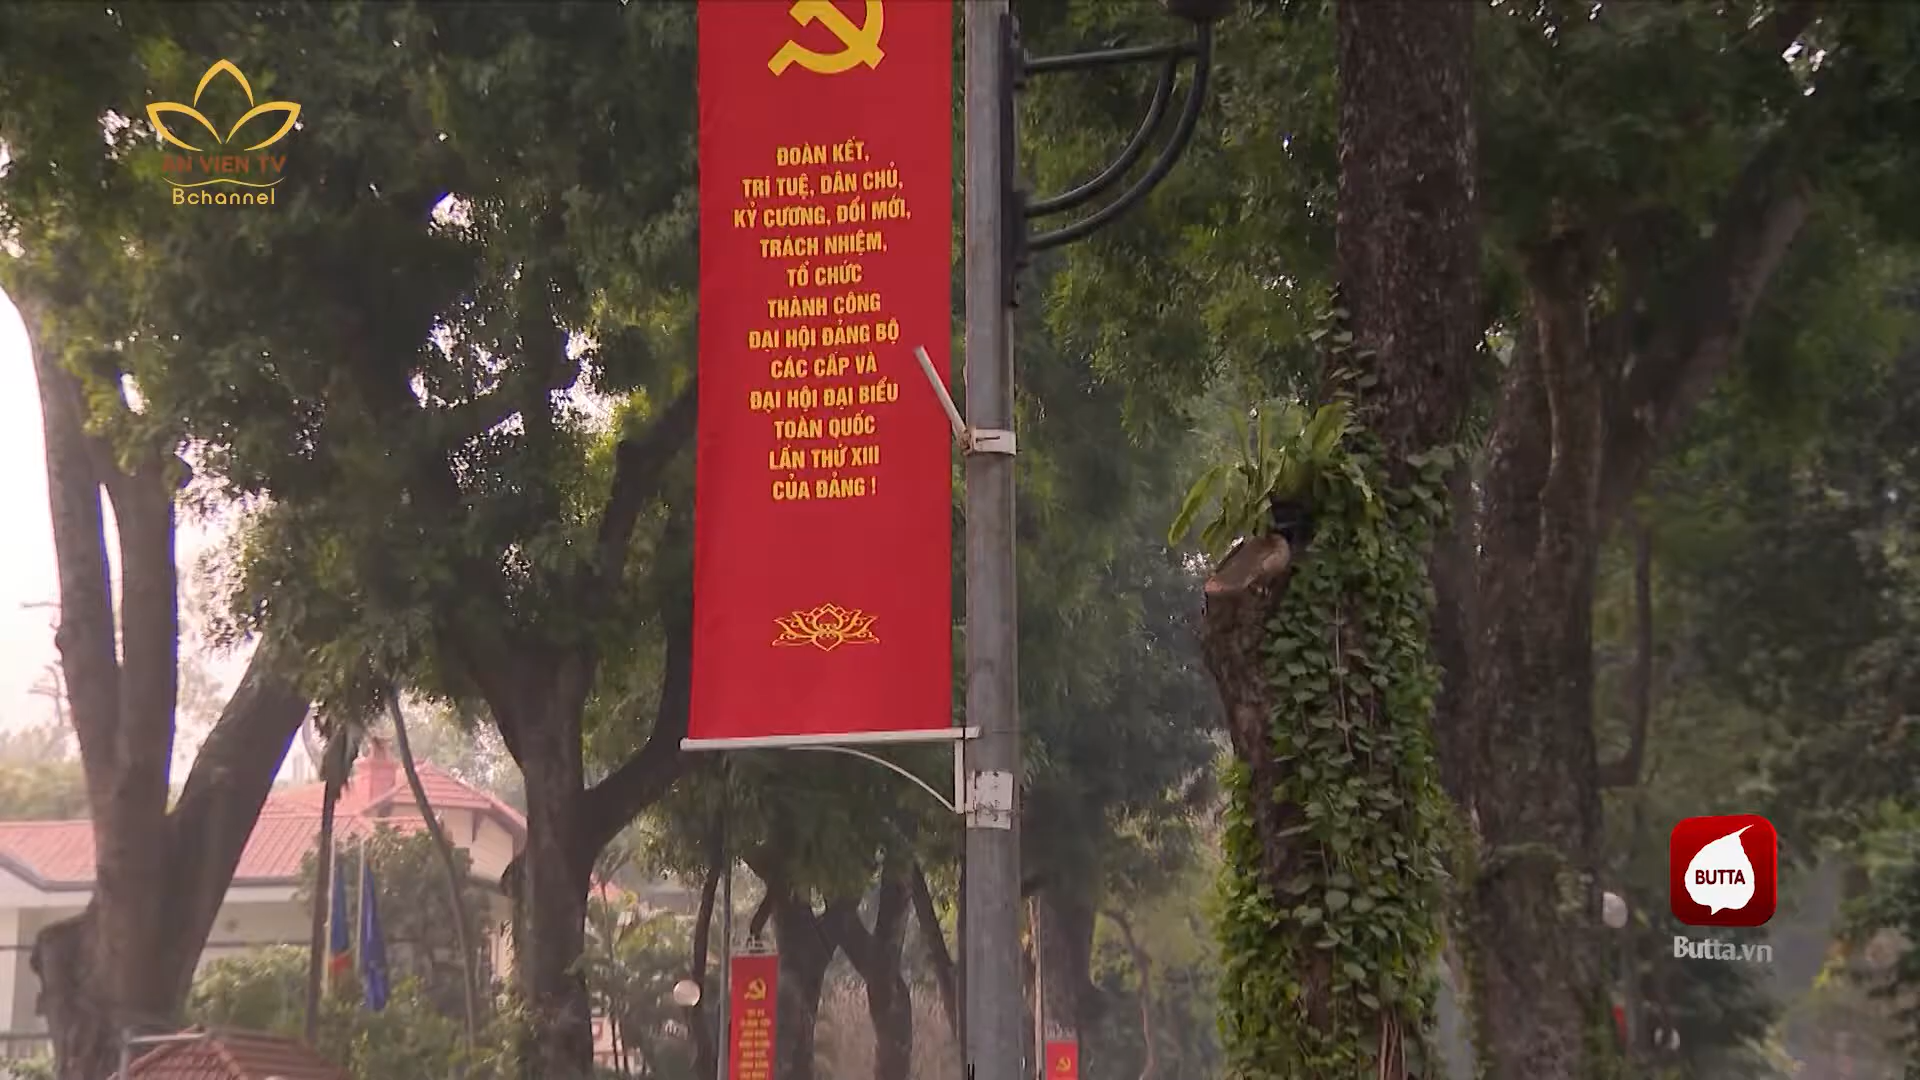 AN VIEN TV
Bchannel
ĐOÀN KẾT,
TRÍ TUỆ, DÂN CHỦ,
KỶ CƯƠNG, ĐỔI MỚI,
TRÁCH NHIỆM,
TỔ CHỨC
THÀNH CÔNG
ĐẠI HỘI ĐẢNG BỘ
CÁC CẤP VÀ
ĐẠI HỘI ĐẠI BIỂU
TOÀN QUỐC
LẦN THỨ XIII
CỦA ĐẢNG !
BUTTA
Butta.vn